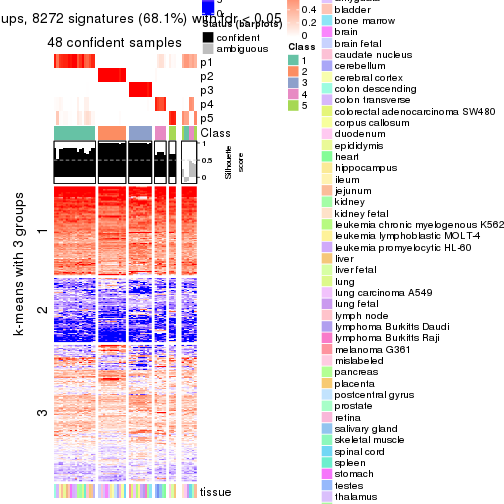 ups, 8272 signatures (68.1%) with fdr < 0.05
48 confident samples
p1
p2
p3
p4
p5
Class
1
0.5
0
Silhouette
score
k-means with 3 groups
1
2
3
tissue
0
Status (barplots)
confident
ambiguous
0.4
0.2
0
Class
1
2
3
4
5
bladder
bone marrow
brain
brain fetal
caudate nucleus
cerebellum
cerebral cortex
colon descending
colon transverse
colorectal adenocarcinoma SW480
corpus callosum
duodenum
epididymis
heart
hippocampus
ileum
jejunum
kidney
kidney fetal
leukemia chronic myelogenous K562
leukemia lymphoblastic MOLT-4
leukemia promyelocytic HL-60
liver
liver fetal
lung
lung carcinoma A549
lung fetal
lymph node
lymphoma Burkitts Daudi
lymphoma Burkitts Raji
melanoma G361
mislabeled
pancreas
placenta
postcentral gyrus
prostate
retina
salivary gland
skeletal muscle
spinal cord
spleen
stomach
testes
thalamus